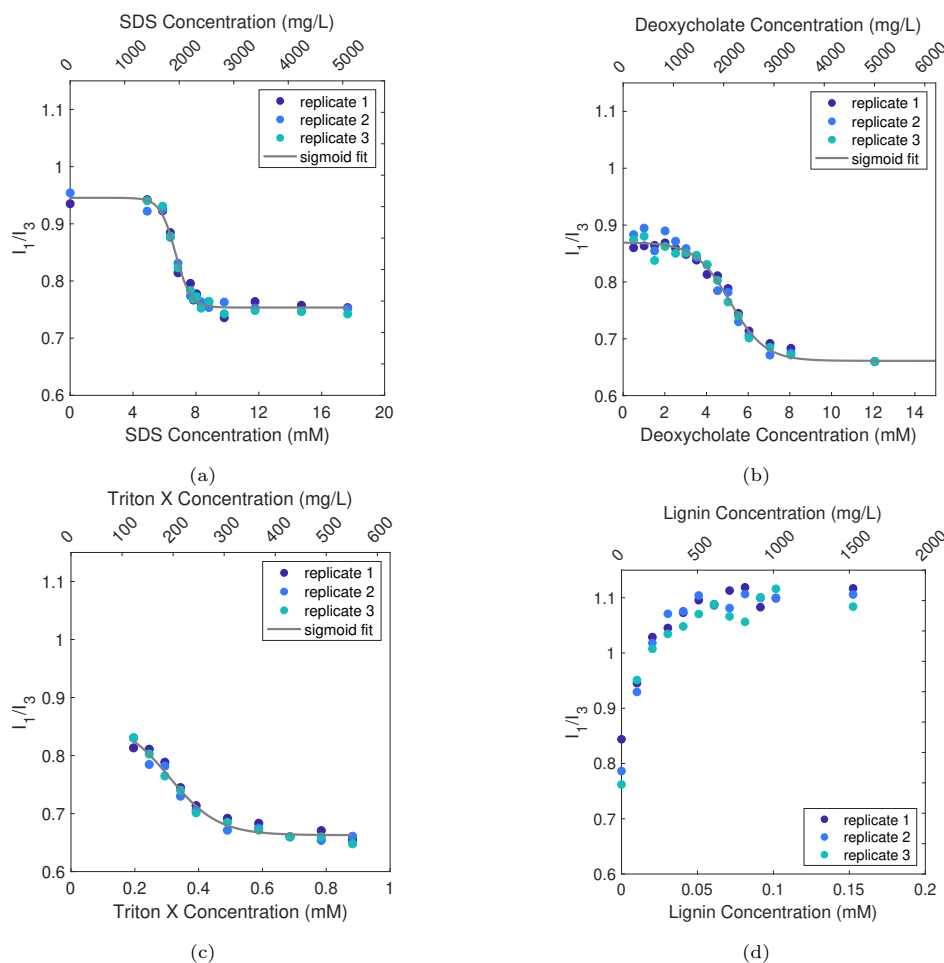 SDS Concentration (mg/L)
0 1000 2000 3000 4000 5000
1.1
1
0.9
0.8
0.7
0.6
I1/I3
replicate 1
replicate 2
replicate 3
sigmoid fit
0 4 8 12 16 20
SDS Concentration (mM)
(a)
Deoxycholate Concentration (mg/L)
0 1000 2000 3000 4000 5000 6000
1.1
1
0.9
0.8
0.7
0.6
I1/I3
replicate 1
replicate 2
replicate 3
sigmoid fit
0 2 4 6 8 10 12 14
Deoxycholate Concentration (mM)
(b)
Triton X Concentration (mg/L)
0 100 200 300 400 500 600
1.1
1
0.9
0.8
0.7
0.6
I1/I3
replicate 1
replicate 2
replicate 3
sigmoid fit
0 0.2 0.4 0.6 0.8 1
Triton X Concentration (mM)
(c)
Lignin Concentration (mg/L)
0 500 1000 1500 2000
1.1
1
0.9
0.8
0.7
0.6
I1/I3
replicate 1
replicate 2
replicate 3
0 0.05 0.1 0.15 0.2
Lignin Concentration (mM)
(d)